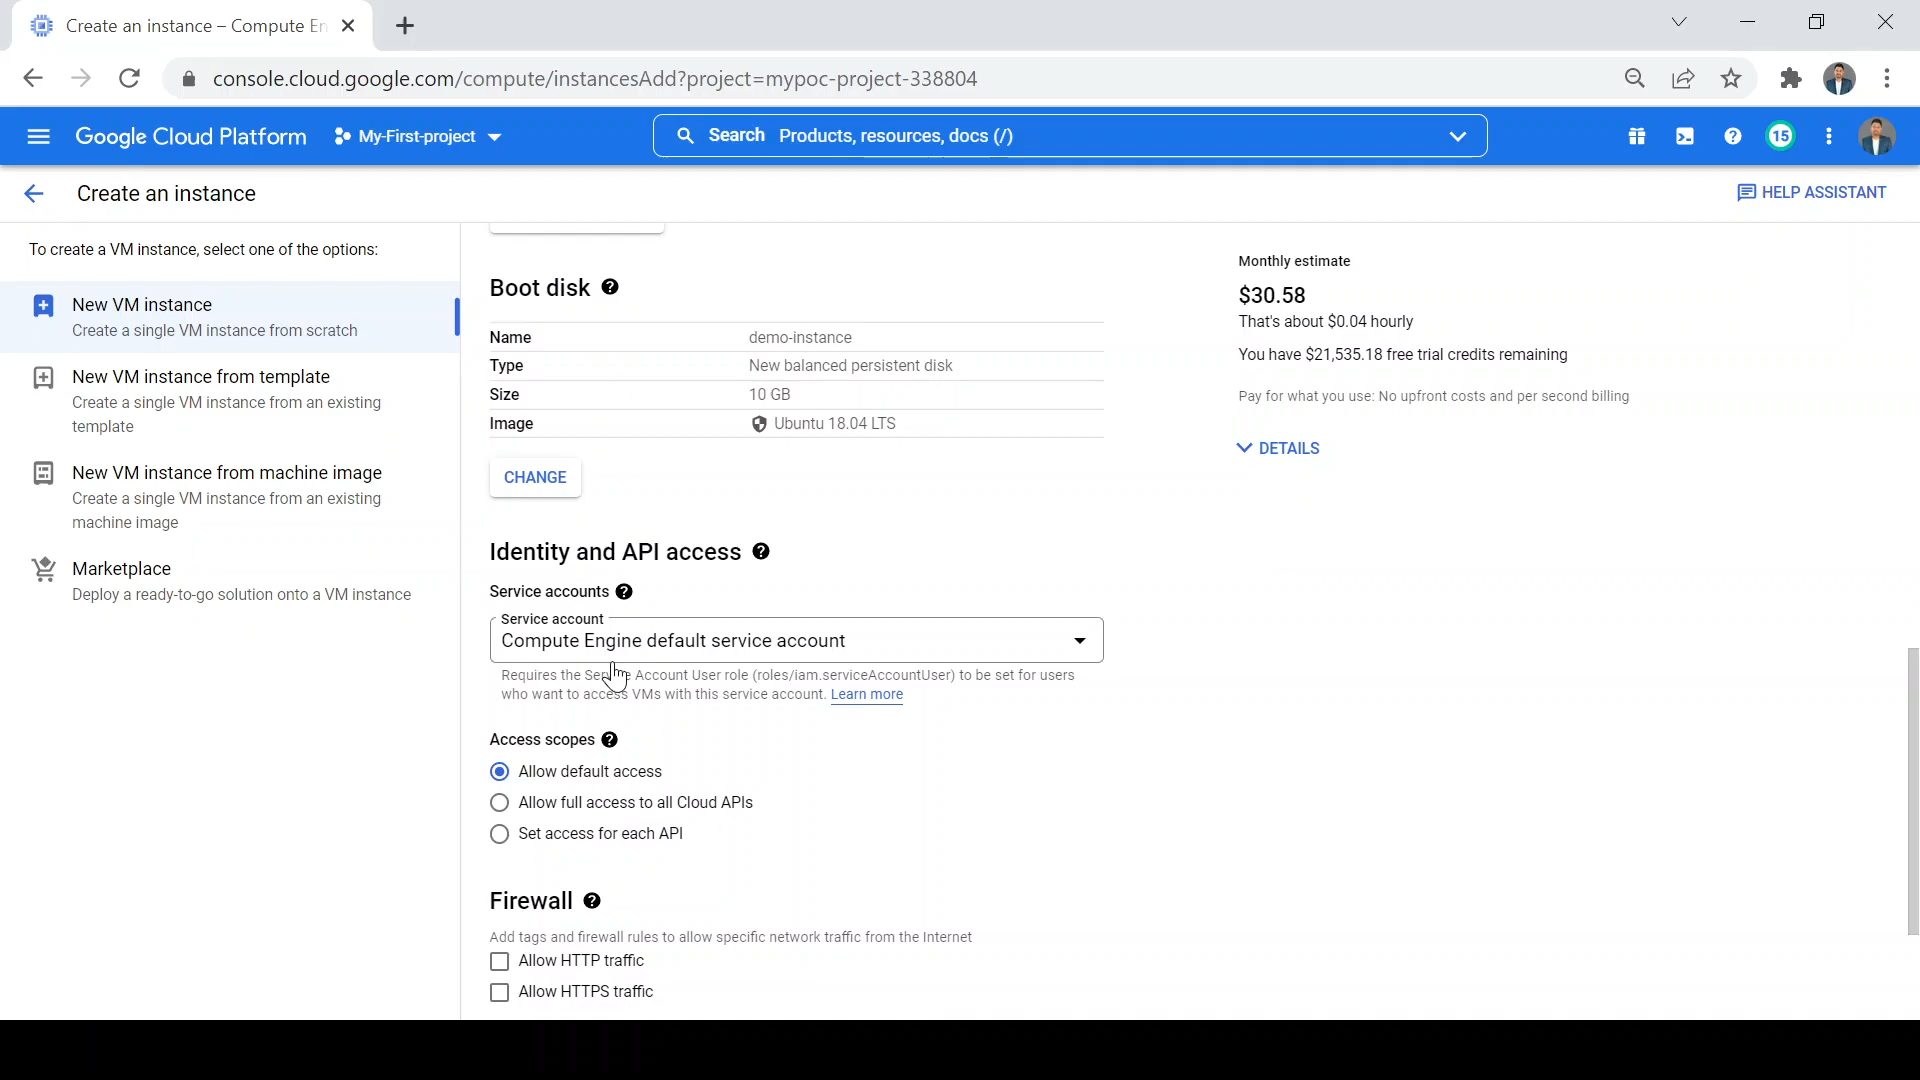 Create an instance – Compute En
console.cloud.google.com/compute/instancesAdd?project=mypoc-project-338804
Google Cloud Platform
My-First-project
Search Products, resources, docs (/)
15
Create an instance
HELP ASSISTANT
To create a VM instance, select one of the options:
New VM instance
Create a single VM instance from scratch
New VM instance from template
Create a single VM instance from an existing
template
New VM instance from machine image
Create a single VM instance from an existing
machine image
Marketplace
Deploy a ready-to-go solution onto a VM instance
Boot disk
Name demo-instance
Type New balanced persistent disk
Size 10 GB
Image Ubuntu 18.04 LTS
CHANGE
Identity and API access
Service accounts
Service account
Compute Engine default service account
Requires the Service Account User role (roles/iam.serviceAccountUser) to be set for users
who want to access VMs with this service account. Learn more
Access scopes
Allow default access
Allow full access to all Cloud APIs
Set access for each API
Firewall
Add tags and firewall rules to allow specific network traffic from the Internet
Allow HTTP traffic
Allow HTTPS traffic
Monthly estimate
$30.58
That's about $0.04 hourly
You have $21,535.18 free trial credits remaining
Pay for what you use: No upfront costs and per second billing
DETAILS